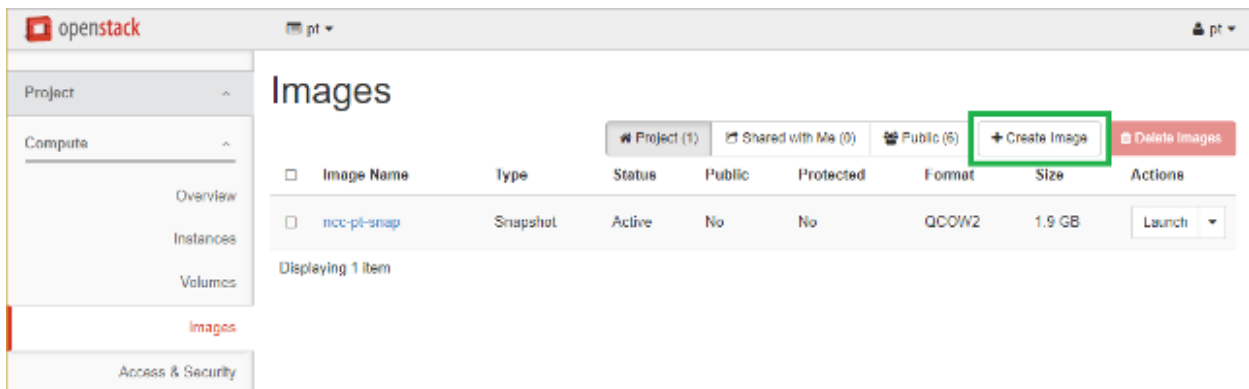 openstack pt pt
Project
Images
Compute
Project (1) Shared with Me (0) Public (6) + Create Image Delete Images
Image Name Type Status Public Protected Format Size Actions
Overview
ncc-pt-snap Snapshot Active No No QCOW2 1.9 GB Launch
Instances
Displaying 1 item
Volumes
Images
Access & Security